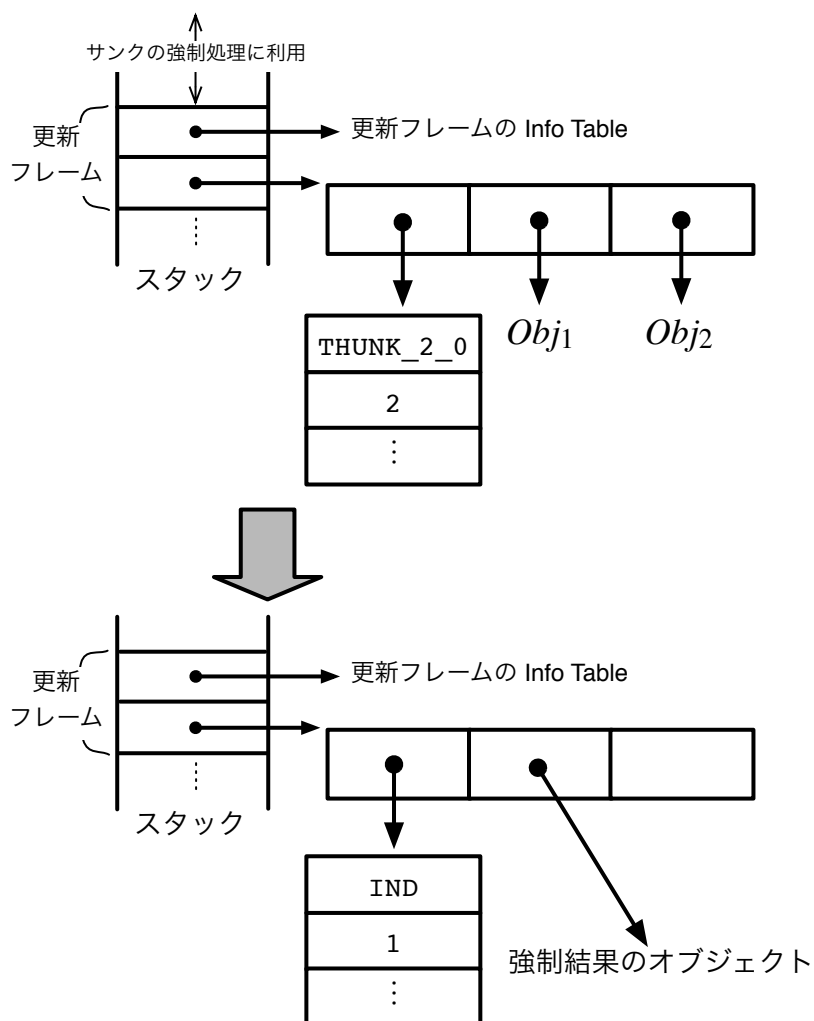 サンクの強制処理に利用
更新
フレーム
更新フレームの Info Table
スタック
Obj1
Obj2
THUNK_2_0
2
⋮
更新
フレーム
更新フレームの Info Table
スタック
IND
1
⋮
強制結果のオブジェクト